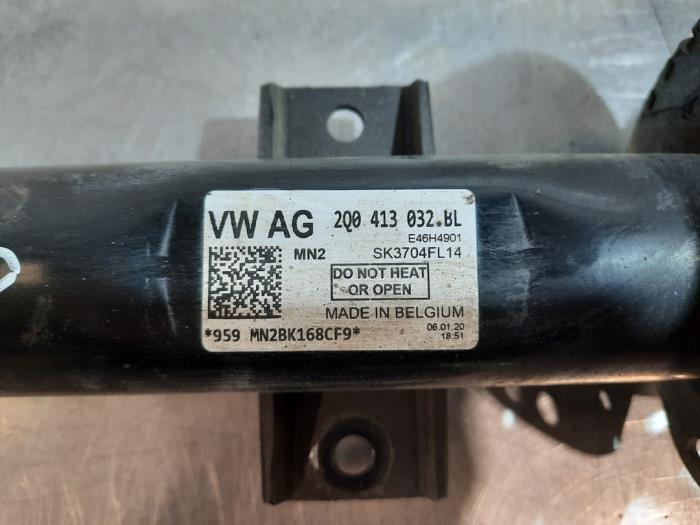 VW AG 2Q0 413 032.BL
E46H4901
MN2 SK3704FL14
DO NOT HEAT
OR OPEN
MADE IN BELGIUM
*959 MN2BK168CF9* 06.01.20
18:51